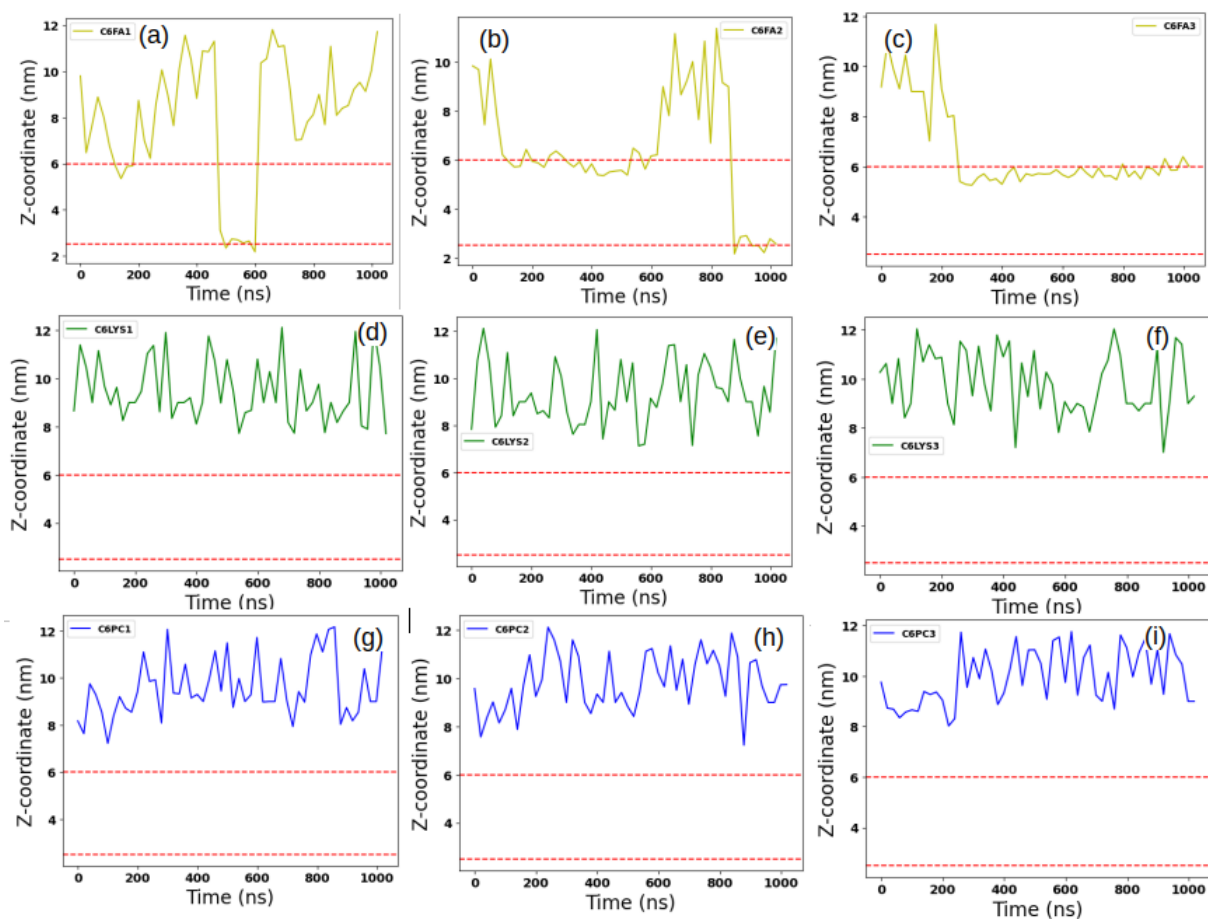 C6FA1
(a)
12
10
8
6
4
2
Z-coordinate (nm)
0 200 400 600 800 1000
Time (ns)
(b)
C6FA2
10
8
6
4
2
Z-coordinate (nm)
0 200 400 600 800 1000
Time (ns)
(c)
C6FA3
12
10
8
6
4
Z-coordinate (nm)
0 200 400 600 800 1000
Time (ns)
C6LYS1
(d)
12
10
8
6
4
Z-coordinate (nm)
0 200 400 600 800 1000
Time (ns)
(e)
C6LYS2
12
10
8
6
4
Z-coordinate (nm)
0 200 400 600 800 1000
Time (ns)
(f)
C6LYS3
12
10
8
6
4
Z-coordinate (nm)
0 200 400 600 800 1000
Time (ns)
C6PC1
(g)
12
10
8
6
4
Z-coordinate (nm)
0 200 400 600 800 1000
Time (ns)
C6PC2
(h)
12
10
8
6
4
Z-coordinate (nm)
0 200 400 600 800 1000
Time (ns)
C6PC3
(i)
12
10
8
6
4
Z-coordinate (nm)
0 200 400 600 800 1000
Time (ns)